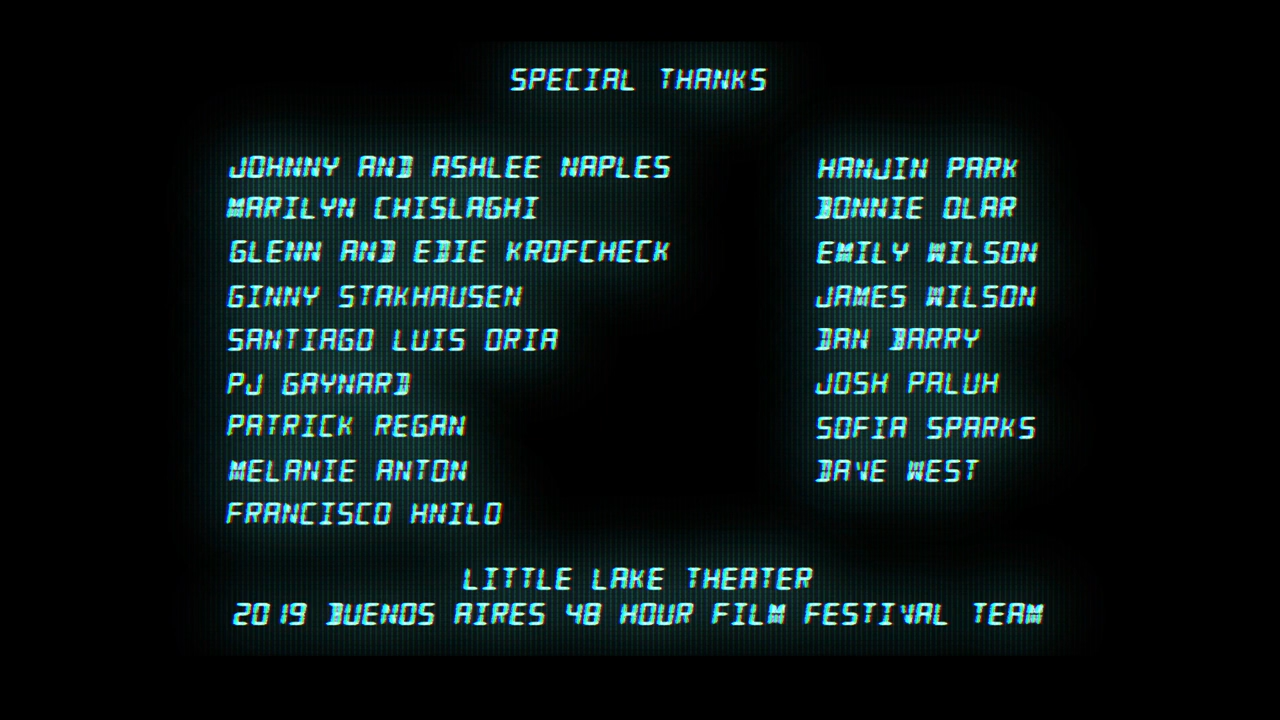 SPECIAL THANKS
JOHNNY AND ASHLEE NAPLES
MARILYN CHISLAGHI
GLENN AND EDIE KROFCHECK
GINNY STAKHAUSEN
SANTIAGO LUIS ORIA
PJ GAYNARD
PATRICK REGAN
MELANIE ANTON
FRANCISCO HNILO
HANJIN PARK
BONNIE OLAR
EMILY WILSON
JAMES WILSON
DAN BARRY
JOSH PALUH
SOFIA SPARKS
DAVE WEST
LITTLE LAKE THEATER
2019 BUENOS AIRES 48 HOUR FILM FESTIVAL TEAM